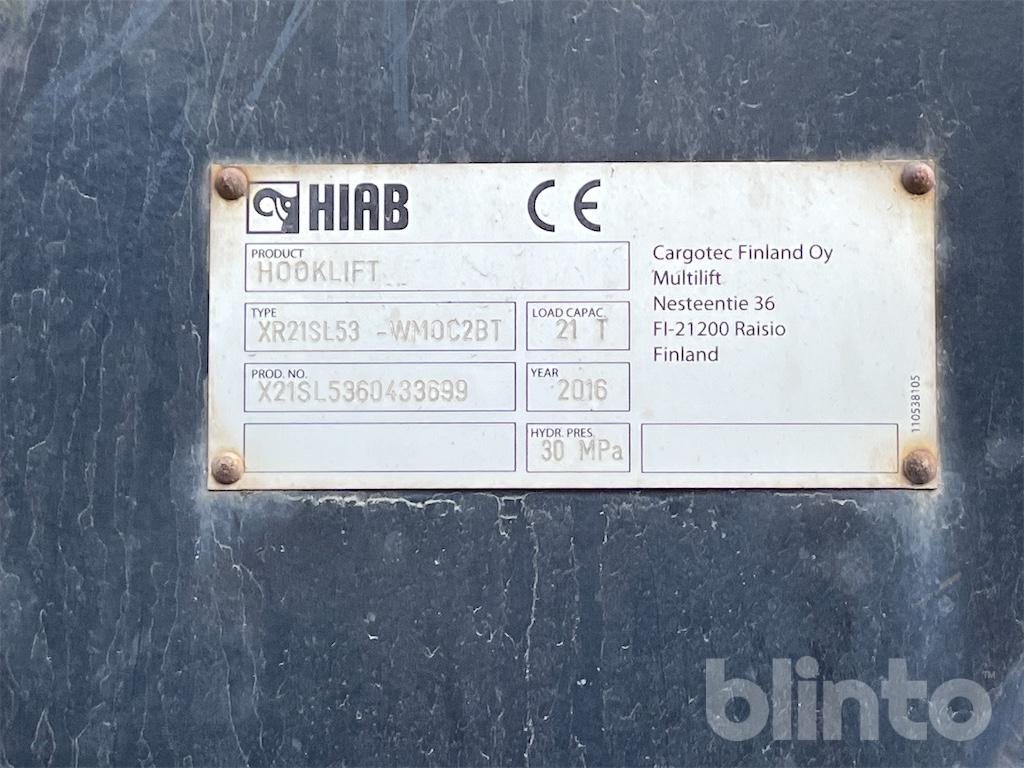 HIAB CE
PRODUCT
HOOKLIFT
TYPE
XR21SL53 -WM0C2BT
LOAD CAPAC.
21 T
PROD. NO.
X21SL5360433699
YEAR
2016
HYDR. PRES.
30 MPa
Cargotec Finland Oy
Multilift
Nesteentie 36
FI-21200 Raisio
Finland
110538105
blinto™